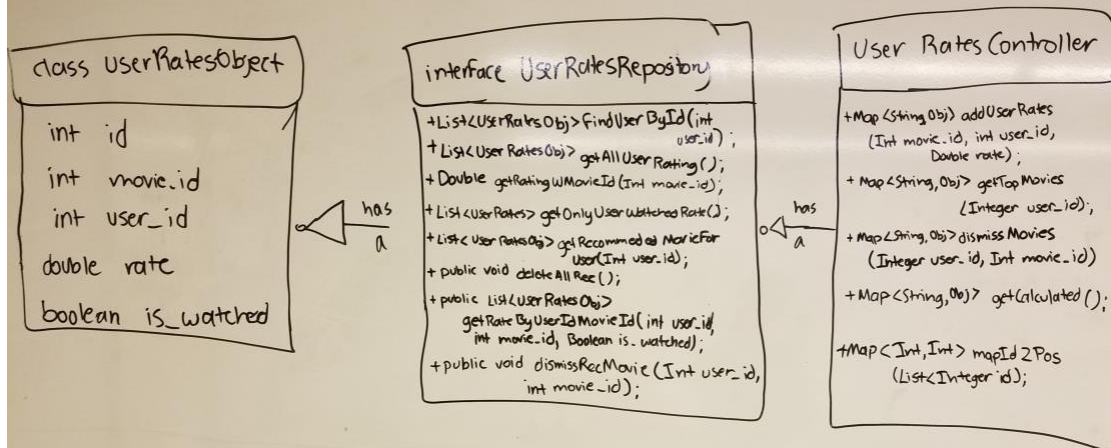 class UserRatesObject
int id
int movie_id
int user_id
double rate
boolean is_watched
has
a
interface UserRatesRepository
+List<UserRatesObj> findUserById(int
user_id);
+List<UserRatesObj> getAllUserRating();
+ Double getRatingWMovieId(Int movie_id);
+List<UserRates> getOnlyUserWatchedRate();
+List<UserRatesObj> getRecommeded MovieFor
User(Int user_id);
+ public void deleteAllRec();
+ public List<UserRatesObj>
getRateByUserIdMovieId(int user_id,
int movie_id, Boolean is_watched);
+ public void dismissRecMovie(Int user_id,
int movie_id);
has
a
User Rates Controller
+Map<String,Obj> addUserRates
(Int movie_id, int user_id,
Double rate);
+ Map<String,Obj> getTopMovies
(Integer user_id);
+Map<String,Obj> dismissMovies
(Integer user_id, Int movie_id)
+Map<String,Obj> getCalculated();
+Map<Int,Int> mapId2Pos
(List<Integer id);